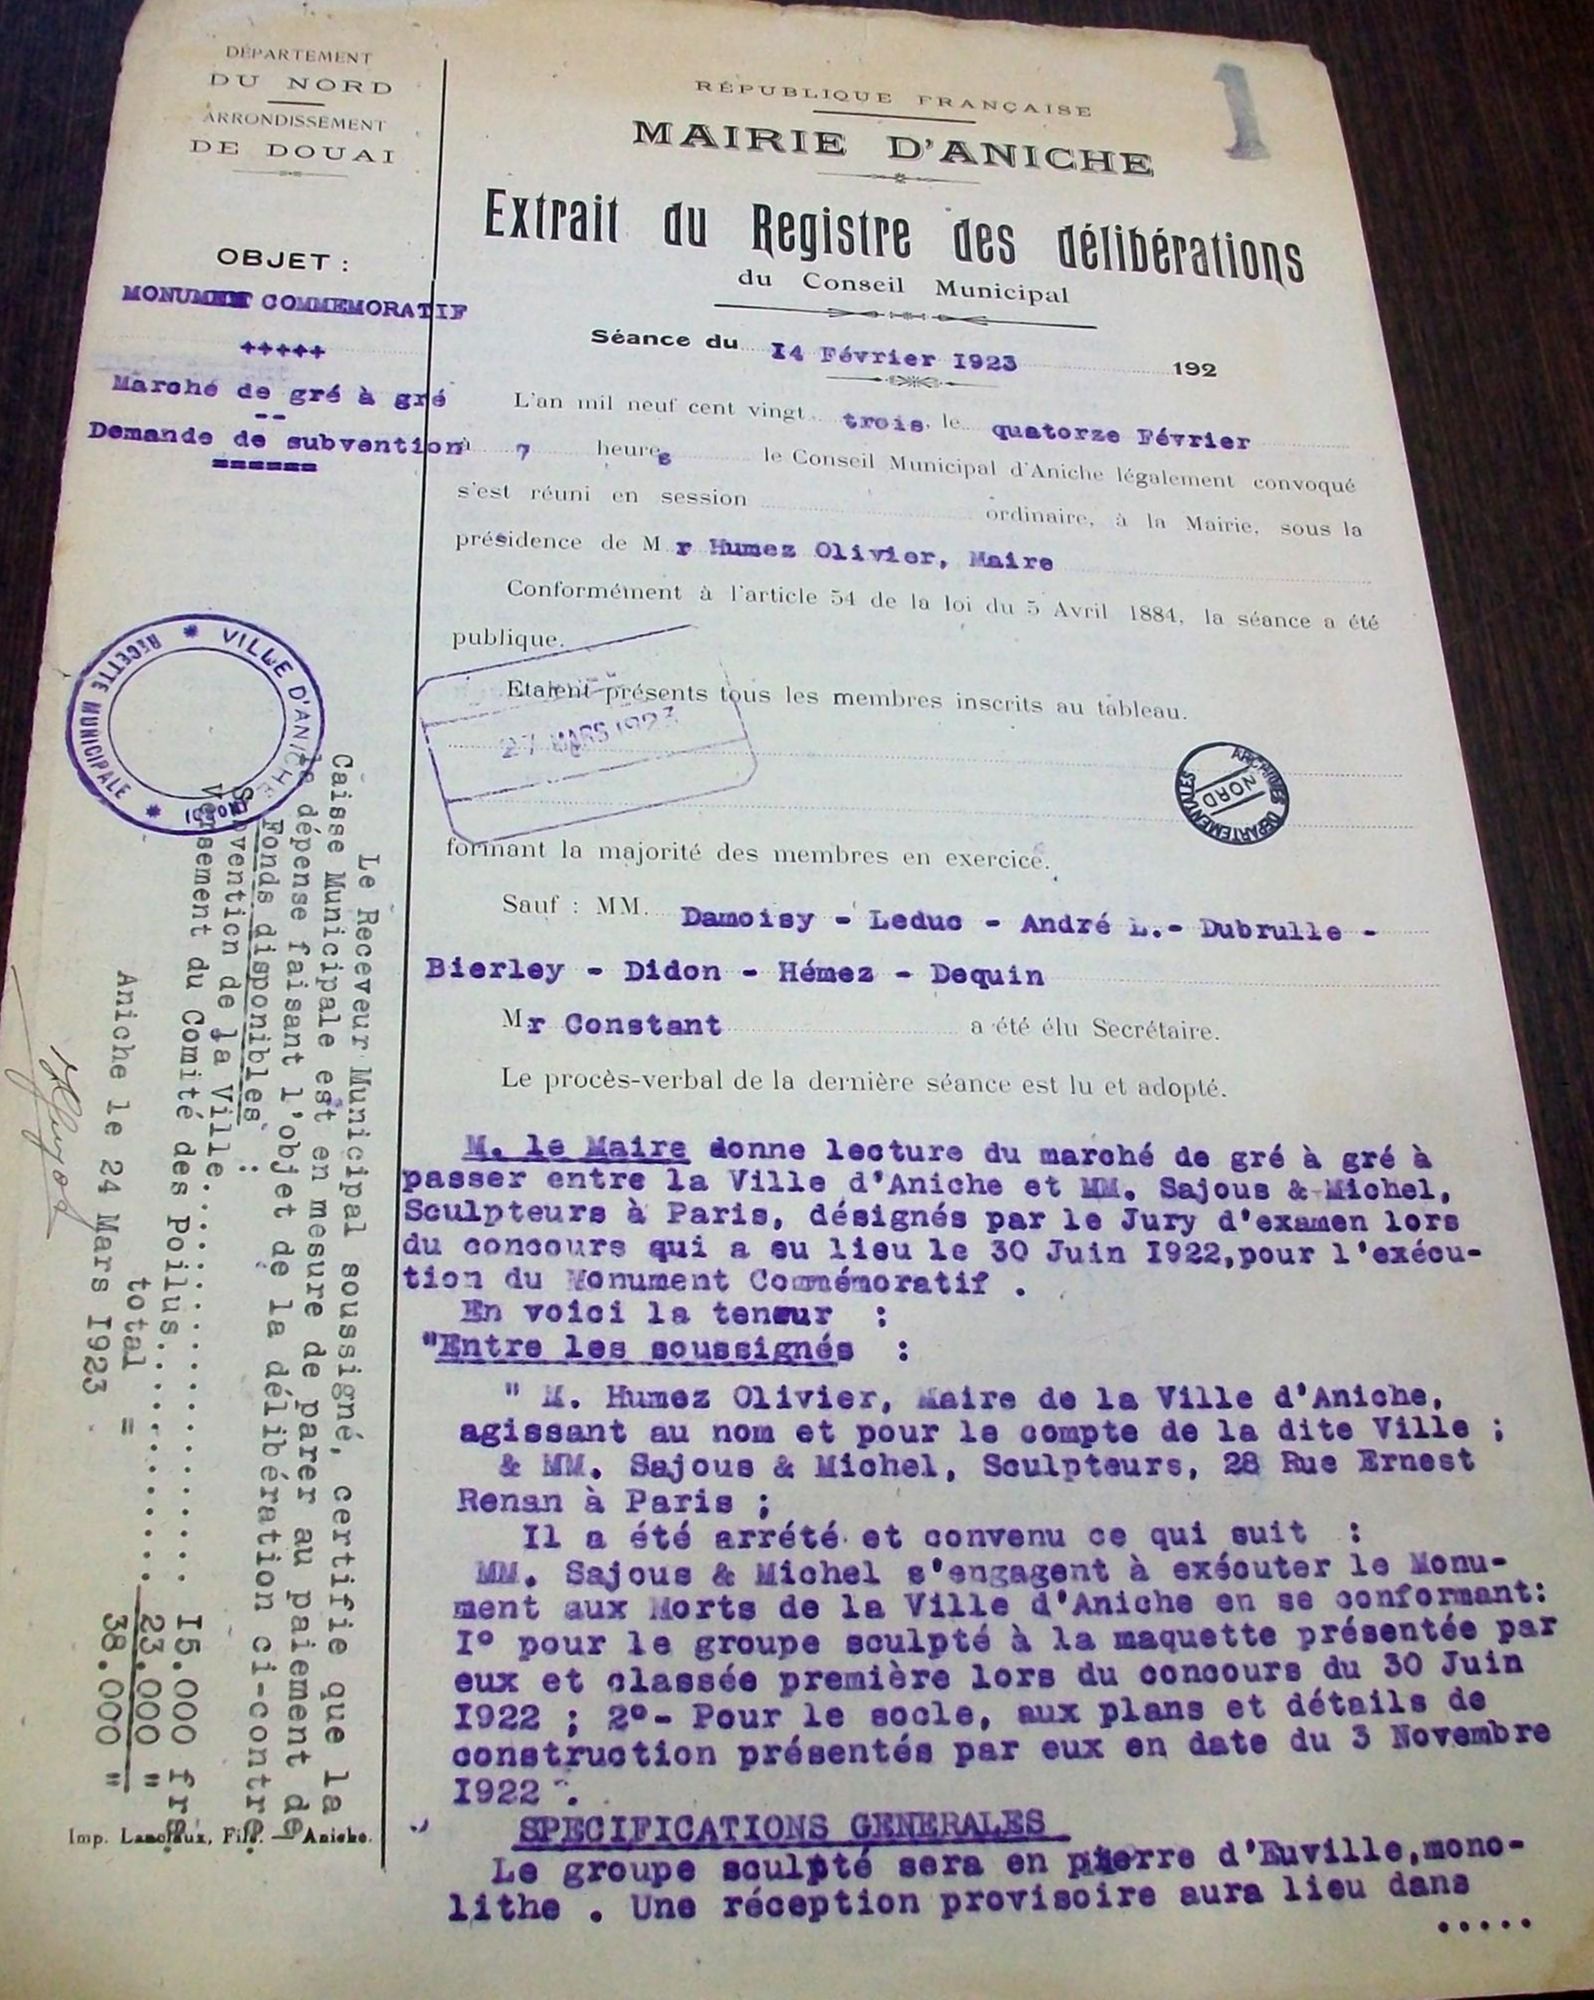 DÉPARTEMENT
DU NORD
ARRONDISSEMENT
DE DOUAI
OBJET :
MONUMENT COMMEMORATIF
+++++
Marché de gré à gré
--
Demande de subvention
======
1
RÉPUBLIQUE FRANÇAISE
MAIRIE D'ANICHE
Extrait du Registre des délibérations
du Conseil Municipal
Séance du I4 Février I923 192
L'an mil neuf cent vingt trois, le quatorze Février
à 7 heures le Conseil Municipal d'Aniche légalement convoqué
s'est réuni en session ordinaire, à la Mairie, sous la
présidence de Mr Humez Olivier, Maire
Conformément à l'article 54 de la loi du 5 Avril 1884, la séance a été
publique.
Etaient présents tous les membres inscrits au tableau.
27 MARS 1923
ARCHIVES DEPARTEMENTALES
NORD
formant la majorité des membres en exercice.
Sauf : MM. Damoisy - Leduc - André L.- Dubrulle -
Bierley - Didon - Hémez - Dequin
Mr Constant a été élu Secrétaire.
Le procès-verbal de la dernière séance est lu et adopté.
M. le Maire donne lecture du marché de gré à gré à
passer entre la Ville d'Aniche et MM. Sajous & Michel,
Sculpteurs à Paris, désignés par le Jury d'examen lors
du concours qui a eu lieu le 30 Juin I922,pour l'exécu-
tion du Monument Commémoratif .
En voici la teneur :
"Entre les soussignés :
" M. Humez Olivier, Maire de la Ville d'Aniche,
agissant au nom et pour le compte de la dite Ville ;
& MM. Sajous & Michel, Sculpteurs, 28 Rue Ernest
Renan à Paris ;
Il a été arrété et convenu ce qui suit :
MM. Sajous & Michel s'engagent à exécuter le Monu-
ment aux Morts de la Ville d'Aniche en se conformant:
I° pour le groupe sculpté à la maquette présentée par
eux et classée première lors du concours du 30 Juin
I922 ; 2°- Pour le socle, aux plans et détails de
construction présentés par eux en date du 3 Novembre
I922 .
SPECIFICATIONS GENERALES
Le groupe sculpté sera en pierre d'Euville,mono-
lithe . Une réception provisoire aura lieu dans
.....
VILLE D'ANICHE
(NORD)
RECETTE MUNICIPALE
Le Receveur Municipal soussigné, certifie que la
Caisse Municipale est en mesure de parer au paiement de
la dépense faisant l'objet de la délibération ci-contre.
Fonds disponibles :
Subvention de la Ville.................. I5.000 frs.
Versement du Comité des Poilus.......... 23.000 "
total = 38.000 "
Aniche le 24 Mars I923
Imp. Lanciaux, Fils. — Aniche.